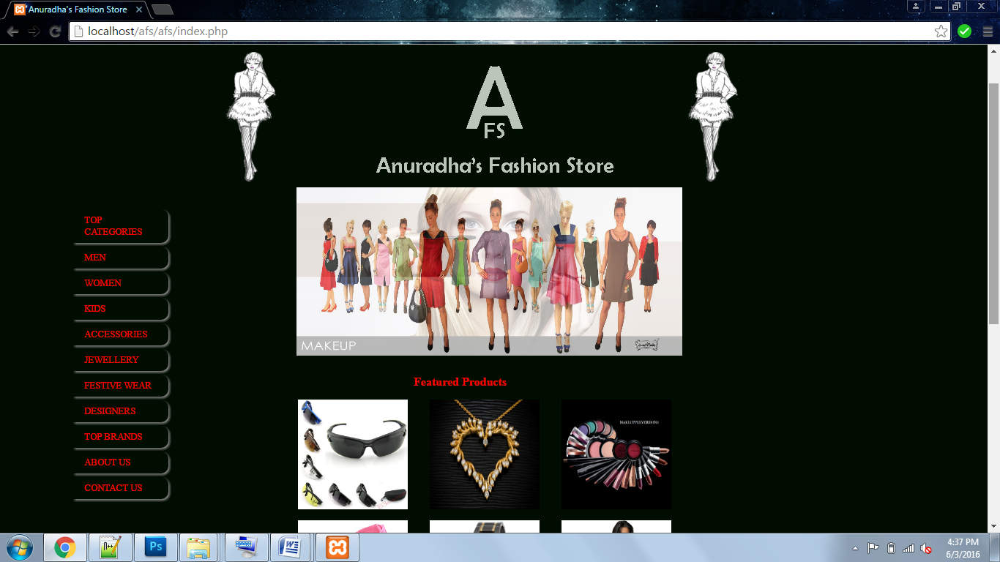 Anuradha's Fashion Store
localhost/afs/afs/index.php
A
FS
Anuradha's Fashion Store
TOP
CATEGORIES
MEN
WOMEN
KIDS
ACCESSORIES
JEWELLERY
FESTIVE WEAR
DESIGNERS
TOP BRANDS
ABOUT US
CONTACT US
MAKEUP
Featured Products
MAKEUPPERVERSIONS
Ps
4:37 PM
6/3/2016